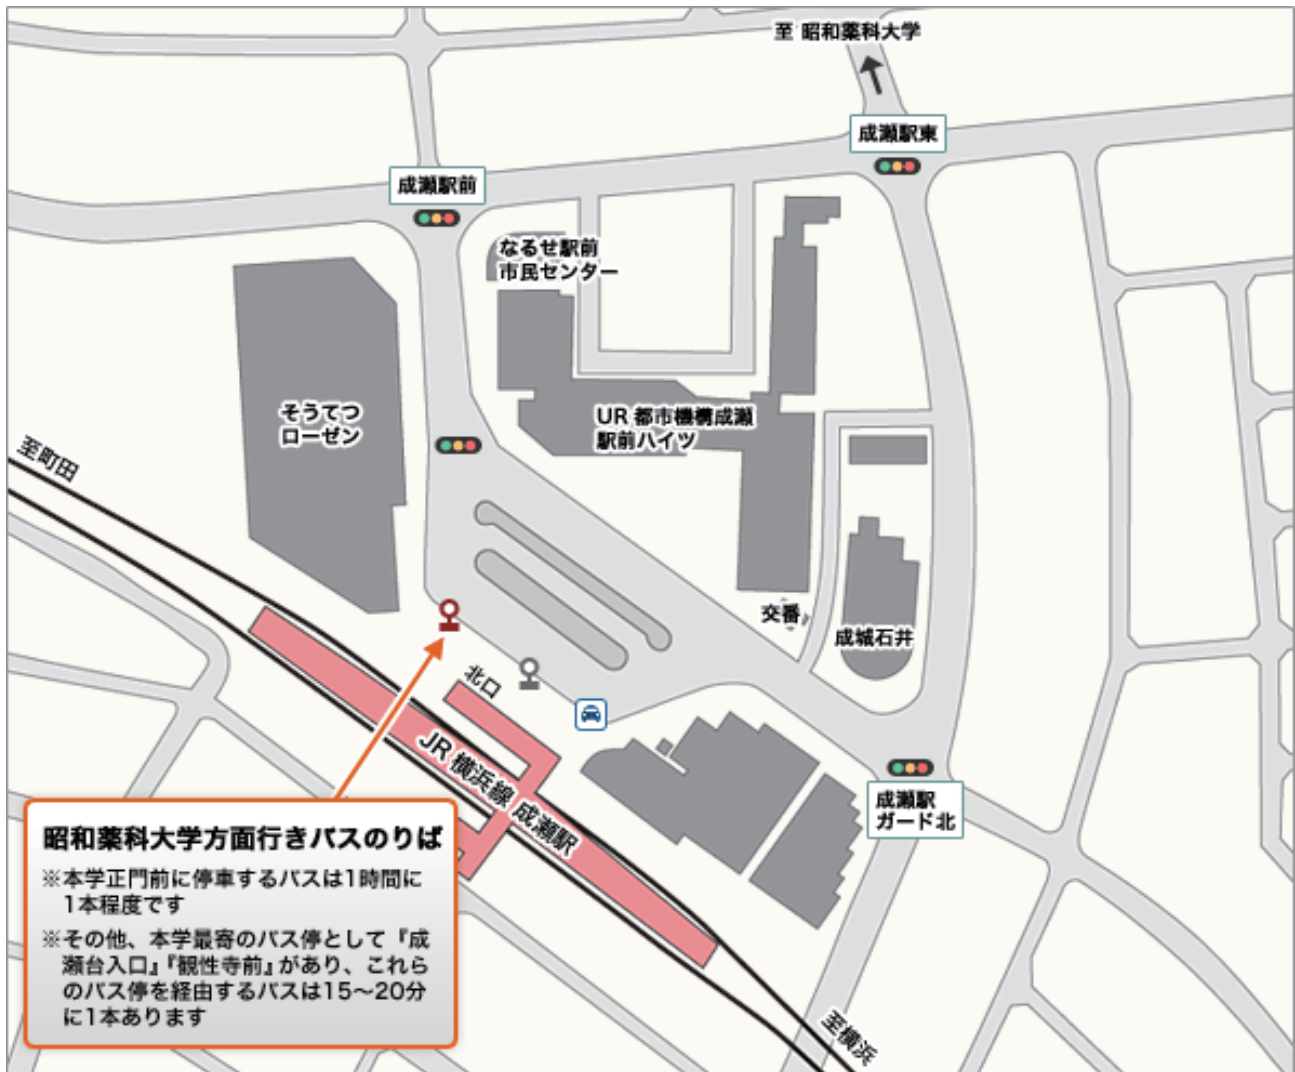 至 昭和薬科大学
成瀬駅東
成瀬駅前
なるせ駅前
市民センター
そうてつ
ローゼン
UR 都市機構成瀬
駅前ハイツ
至町田
交番
成城石井
北口
JR 横浜線 成瀬駅
成瀬駅
ガード北
昭和薬科大学方面行きバスのりば
※本学正門前に停車するバスは1時間に
1本程度です
※その他、本学最寄のバス停として『成
瀬台入口』『観性寺前』があり、これら
のバス停を経由するバスは15〜20分
に1本あります
至横浜